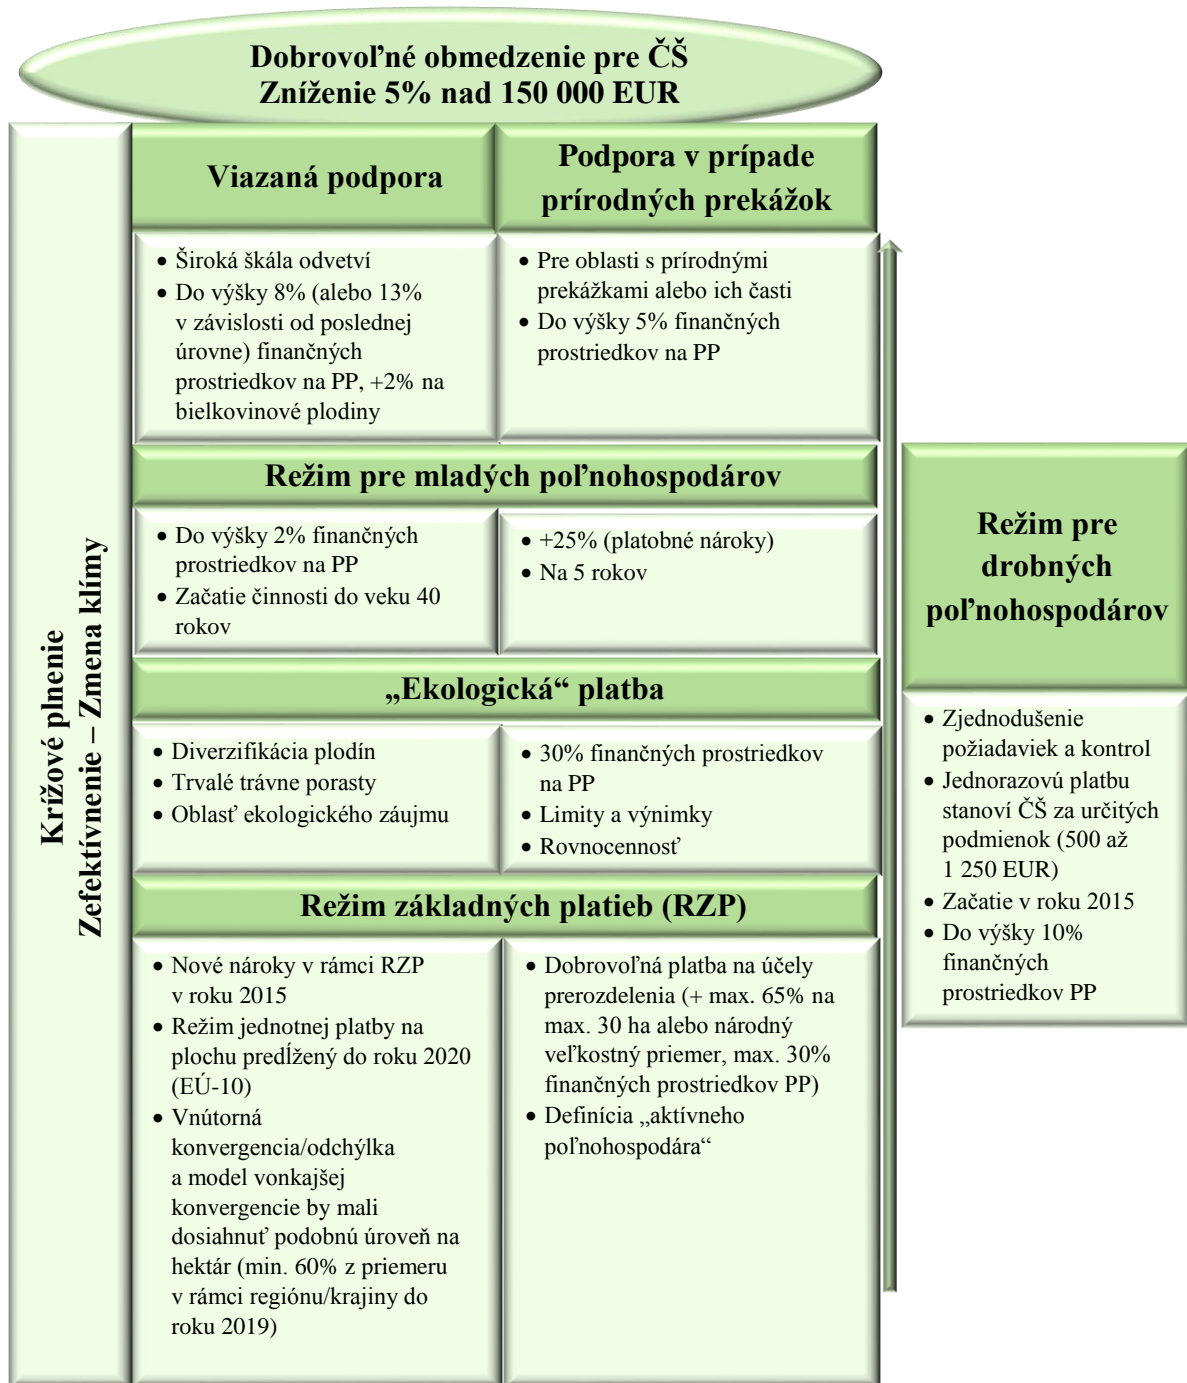 Dobrovoľné obmedzenie pre ČŠ
Zníženie 5% nad 150 000 EUR
Krížové plnenie
Zefektívnenie – Zmena klímy
Viazaná podpora
Podpora v prípade
prírodných prekážok
• Široká škála odvetví
• Do výšky 8% (alebo 13%
v závislosti od poslednej
úrovne) finančných
prostriedkov na PP, +2% na
bielkovinové plodiny
• Pre oblasti s prírodnými
prekážkami alebo ich časti
• Do výšky 5% finančných
prostriedkov na PP
Režim pre mladých poľnohospodárov
• Do výšky 2% finančných
prostriedkov na PP
• Začatie činnosti do veku 40
rokov
• +25% (platobné nároky)
• Na 5 rokov
„Ekologická“ platba
• Diverzifikácia plodín
• Trvalé trávne porasty
• Oblasť ekologického záujmu
• 30% finančných prostriedkov
na PP
• Limity a výnimky
• Rovnocennosť
Režim základných platieb (RZP)
• Nové nároky v rámci RZP
v roku 2015
• Režim jednotnej platby na
plochu predĺžený do roku 2020
(EÚ-10)
• Vnútorná
konvergencia/odchýlka
a model vonkajšej
konvergencie by mali
dosiahnuť podobnú úroveň na
hektár (min. 60% z priemeru
v rámci regiónu/krajiny do
roku 2019)
• Dobrovoľná platba na účely
prerozdelenia (+ max. 65% na
max. 30 ha alebo národný
veľkostný priemer, max. 30%
finančných prostriedkov PP)
• Definícia „aktívneho
poľnohospodára“
Režim pre
drobných
poľnohospodárov
• Zjednodušenie
požiadaviek a kontrol
• Jednorazovú platbu
stanoví ČŠ za určitých
podmienok (500 až
1 250 EUR)
• Začatie v roku 2015
• Do výšky 10%
finančných
prostriedkov PP